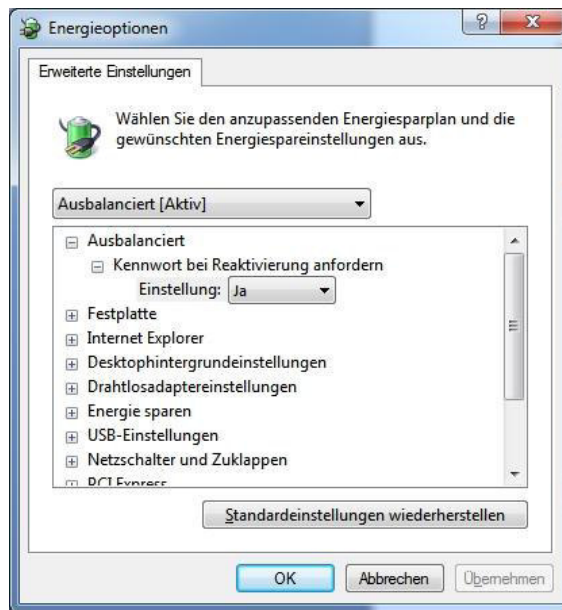 Energieoptionen
Erweiterte Einstellungen
Wählen Sie den anzupassenden Energiesparplan und die
gewünschten Energiespareinstellungen aus.
Ausbalanciert [Aktiv]
Ausbalanciert
Kennwort bei Reaktivierung anfordern
Einstellung: Ja
Festplatte
Internet Explorer
Desktophintergrundeinstellungen
Drahtlosadaptereinstellungen
Energie sparen
USB-Einstellungen
Netzschalter und Zuklappen
PCI Express
Standardeinstellungen wiederherstellen
OK Abbrechen Übernehmen